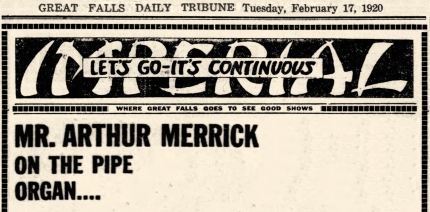 GREAT FALLS DAILY TRIBUNE Tuesday, February 17, 1920
IMPERIAL
LET'S GO-IT'S CONTINUOUS
WHERE GREAT FALLS GOES TO SEE GOOD SHOWS
MR. ARTHUR MERRICK
ON THE PIPE
ORGAN....